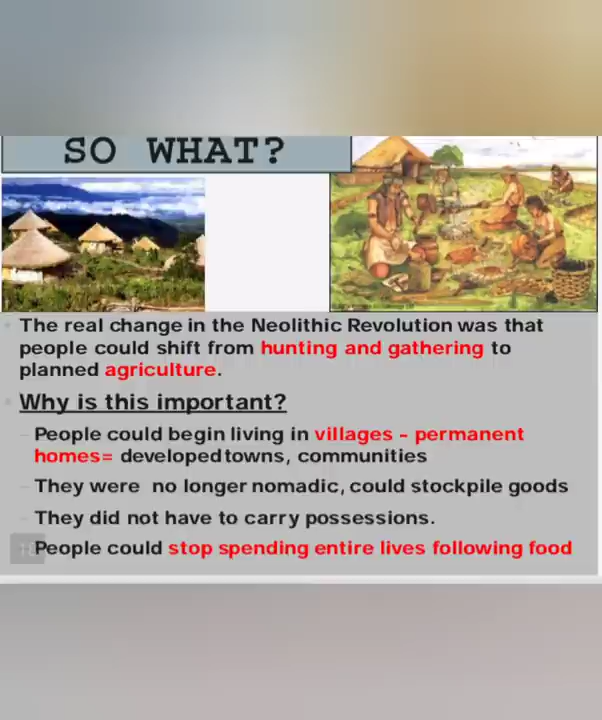 SO WHAT?
The real change in the Neolithic Revolution was that
people could shift from hunting and gathering to
planned agriculture.
Why is this important?
People could begin living in villages – permanent
homes= developed towns, communities
They were no longer nomadic, could stockpile goods
They did not have to carry possessions.
People could stop spending entire lives following food